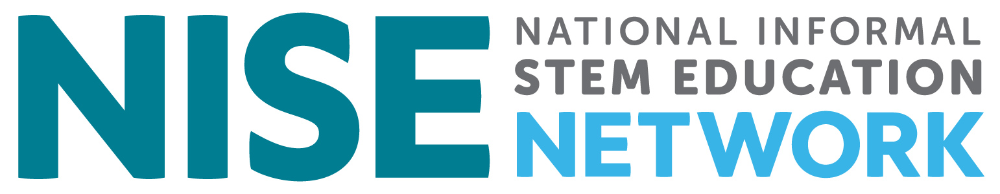 NISE
NATIONAL INFORMAL
STEM EDUCATION
NETWORK